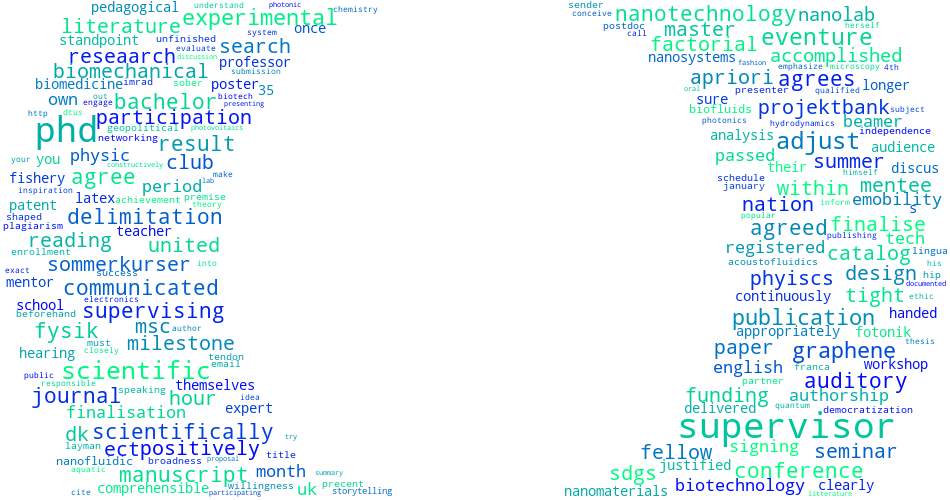 pedagogical understand photonic chemistry
literature experimental once
standpoint unfinished system
reseaarch evaluate search
discussion professor
biomechanical submission
biomedicine imrad sober poster 35
own out engage bachelor biotech presenting
http dtus participation
phd geopolitical photovoltaics
networking result
your you physic constructively club
fishery agree lab make
inspiration period
patent latex achievement premise
theory
shaped delimitation
plagiarism teacher
reading united
enrollment
sommerkurser into
exact success
mentor communicated
school electronics
beforehand supervising
fysik msc author
must milestone
hearing closely tendon
email
public scientific
responsible themselves
journal speaking hour idea
finalisation expert
dk scientifically try
layman ect positively title
nanofluidic broadness proposal
aquatic manuscript month summary
comprehensible willingness precent
cite participating uk storytelling
sender nanotechnology nanolab
conceive postdoc herself
call master eventure
factorial accomplished
nanosystems fashion emphasize microscopy 4th
apriori agrees longer
oral presenter qualified
sure projektbank subject
biofluids beamer
photonics hydrodynamics independence
analysis adjust audience
passed their summer discus
schedule himself
january within mentee
nation inform emobility
popular s
agreed finalise
publishing tech
registered catalog lingua
acoustofluidics his
phyiscs design hip
documented
continuously tight ethic
publication handed
appropriately fotonik
paper graphene thesis
english franca workshop
partner auditory
funding authorship
delivered quantum democratization
supervisor
fellow signing seminar
sdgs justified conference
biotechnology clearly
nanomaterials litterature